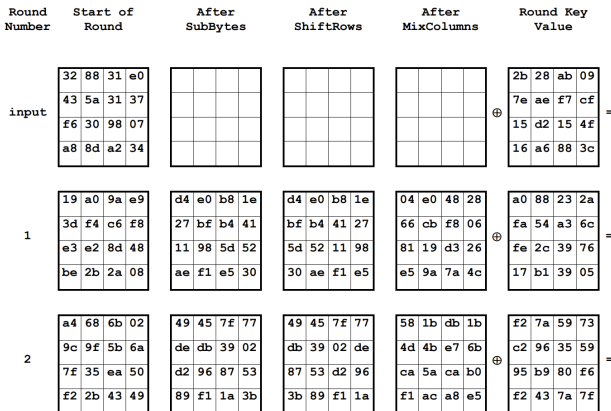 Round Start of After After After Round Key
Number Round SubBytes ShiftRows MixColumns Value
32 88 31 e0 2b 28 ab 09
43 5a 31 37 7e ae f7 cf
input ⊕ =
f6 30 98 07 15 d2 15 4f
a8 8d a2 34 16 a6 88 3c
19 a0 9a e9 d4 e0 b8 1e d4 e0 b8 1e 04 e0 48 28 a0 88 23 2a
3d f4 c6 f8 27 bf b4 41 bf b4 41 27 66 cb f8 06 fa 54 a3 6c
1 ⊕ =
e3 e2 8d 48 11 98 5d 52 5d 52 11 98 81 19 d3 26 fe 2c 39 76
be 2b 2a 08 ae f1 e5 30 30 ae f1 e5 e5 9a 7a 4c 17 b1 39 05
a4 68 6b 02 49 45 7f 77 49 45 7f 77 58 1b db 1b f2 7a 59 73
9c 9f 5b 6a de db 39 02 db 39 02 de 4d 4b e7 6b c2 96 35 59
2 ⊕ =
7f 35 ea 50 d2 96 87 53 87 53 d2 96 ca 5a ca b0 95 b9 80 f6
f2 2b 43 49 89 f1 1a 3b 3b 89 f1 1a f1 ac a8 e5 f2 43 7a 7f